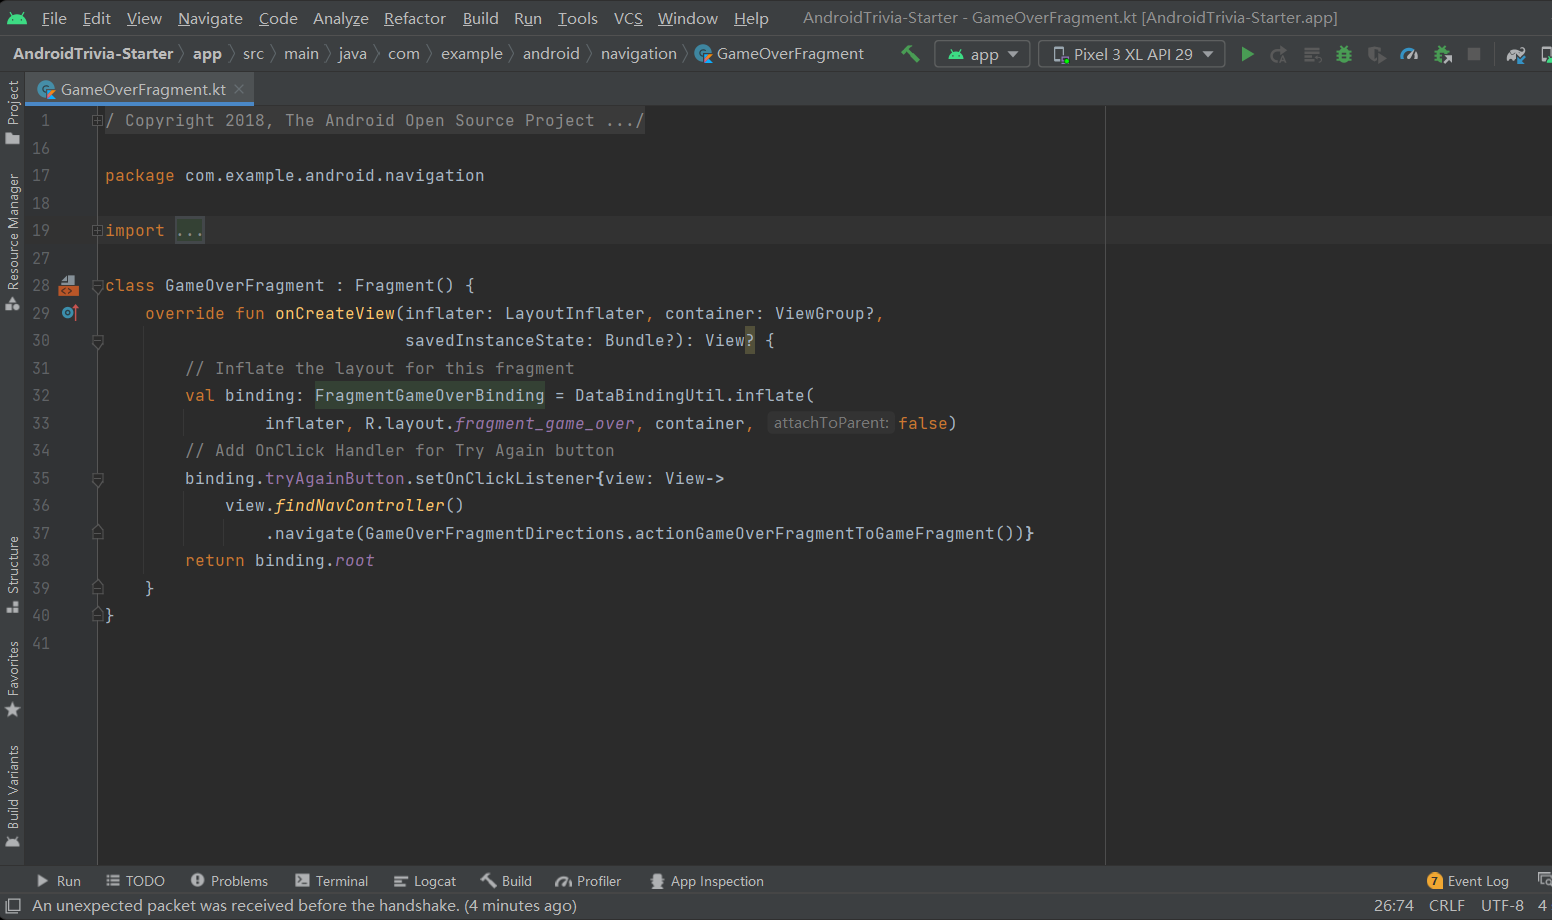 File Edit View Navigate Code Analyze Refactor Build Run Tools VCS Window Help AndroidTrivia-Starter - GameOverFragment.kt [AndroidTrivia-Starter.app]
AndroidTrivia-Starter app src main java com example android navigation GameOverFragment app Pixel 3 XL API 29
GameOverFragment.kt
Project
Resource Manager
Structure
Favorites
Build Variants
1 / Copyright 2018, The Android Open Source Project .../
16
17 package com.example.android.navigation
18
19 import ...
27
28 class GameOverFragment : Fragment() {
29 override fun onCreateView(inflater: LayoutInflater, container: ViewGroup?,
30 savedInstanceState: Bundle?): View? {
31 // Inflate the layout for this fragment
32 val binding: FragmentGameOverBinding = DataBindingUtil.inflate(
33 inflater, R.layout.fragment_game_over, container, attachToParent: false)
34 // Add OnClick Handler for Try Again button
35 binding.tryAgainButton.setOnClickListener{view: View->
36 view.findNavController()
37 .navigate(GameOverFragmentDirections.actionGameOverFragmentToGameFragment())}
38 return binding.root
39 }
40 }
41
Run TODO Problems Terminal Logcat Build Profiler App Inspection 7 Event Log
An unexpected packet was received before the handshake. (4 minutes ago) 26:74 CRLF UTF-8 4